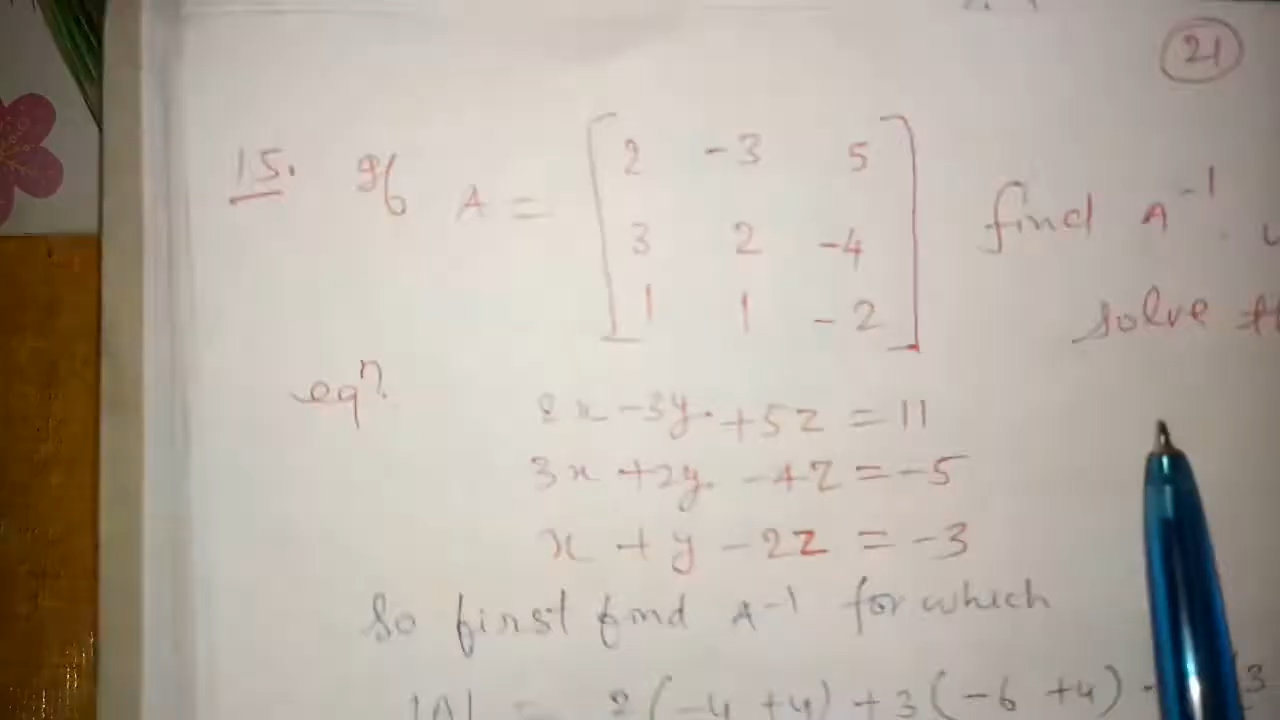 21
15. If A = [ 2 -3 5 find A⁻¹.
3 2 -4
1 1 -2 ] solve
eqⁿ.
2x - 3y + 5z = 11
3x + 2y - 4z = -5
x + y - 2z = -3
So first find A⁻¹ for which
|A| = 2(-4 +4) + 3(-6 +4) + (3